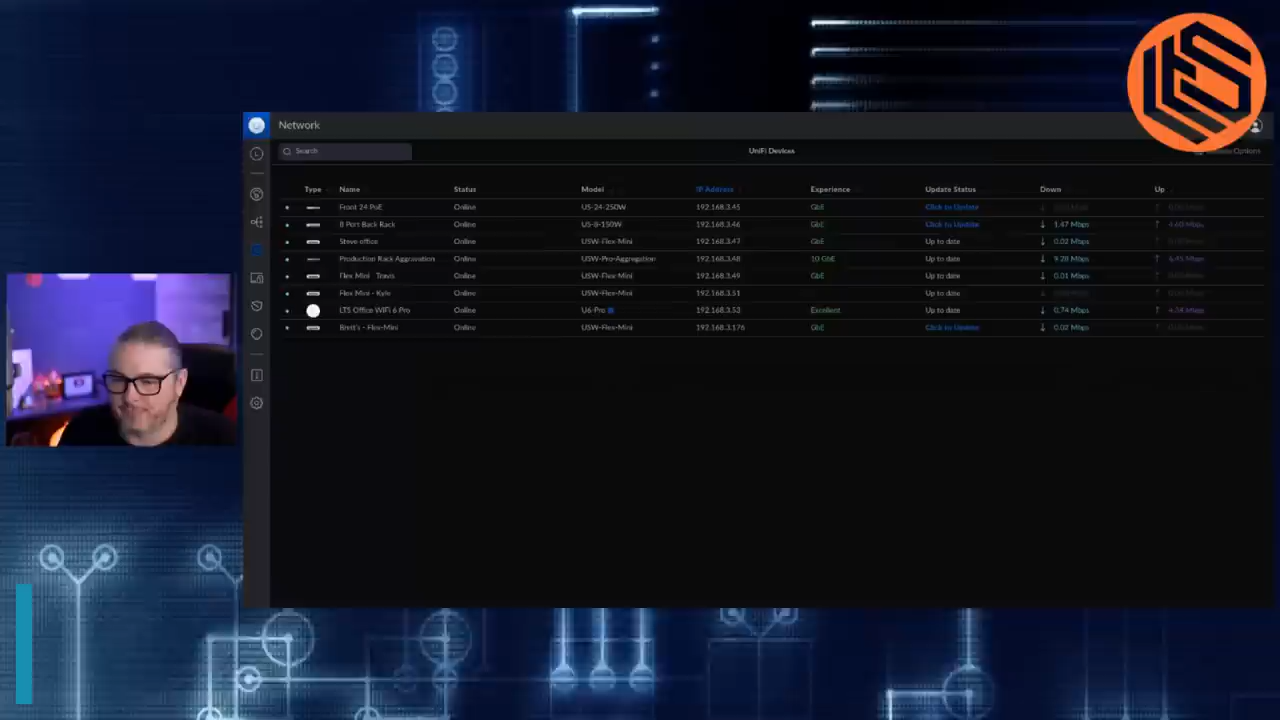 Network
Search
UniFi Devices
Options
Type Name Status Model IP Address Experience Update Status Down Up
Front 24 PoE Online US-24-250W 192.168.3.45 GbE Click to Update
8 Port Back Rack Online US-8-150W 192.168.3.46 GbE Click to Update 1.47 Mbps 4.60 Mbps
Steve office Online USW-Flex-Mini 192.168.3.47 GbE Up to date 0.02 Mbps
Production Rack Aggravation Online USW-Pro-Aggregation 192.168.3.48 10 GbE Up to date 9.28 Mbps
Flex Mini - Travis Online USW-Flex-Mini 192.168.3.49 GbE Up to date 0.01 Mbps
Flex Mini - Kyle Online USW-Flex-Mini 192.168.3.51 Up to date
LTS Office WiFi 6 Pro Online U6-Pro 192.168.3.53 Excellent Up to date 0.74 Mbps
Brett's - Flex-Mini Online USW-Flex-Mini 192.168.3.176 GbE Click to Update 0.02 Mbps